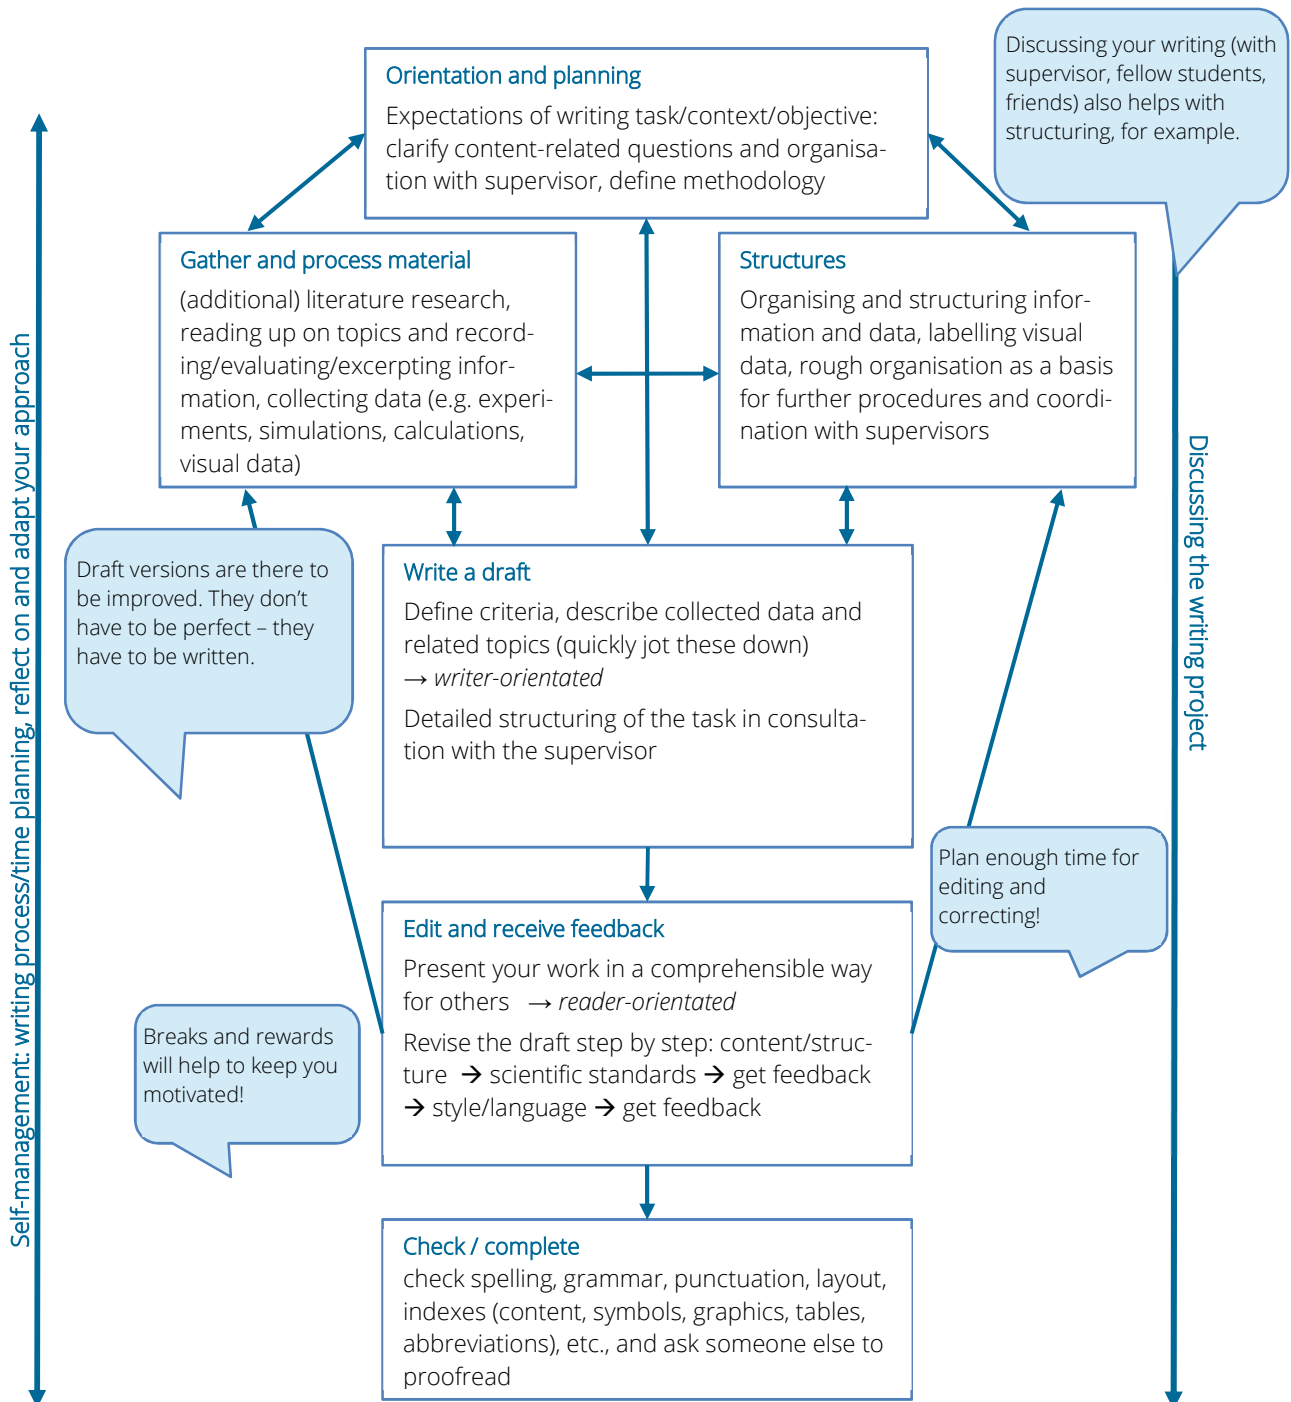 Discussing your writing (with
supervisor, fellow students,
friends) also helps with
structuring, for example.
Orientation and planning
Expectations of writing task/context/objective:
clarify content-related questions and organisa-
tion with supervisor, define methodology
Gather and process material
(additional) literature research,
reading up on topics and record-
ing/evaluating/excerpting infor-
mation, collecting data (e.g. experi-
ments, simulations, calculations,
visual data)
Structures
Organising and structuring infor-
mation and data, labelling visual
data, rough organisation as a basis
for further procedures and coordi-
nation with supervisors
Self-management: writing process/time planning, reflect on and adapt your approach
Discussing the writing project
Draft versions are there to
be improved. They don’t
have to be perfect – they
have to be written.
Write a draft
Define criteria, describe collected data and
related topics (quickly jot these down)
→ writer-orientated
Detailed structuring of the task in consulta-
tion with the supervisor
Plan enough time for
editing and
correcting!
Edit and receive feedback
Present your work in a comprehensible way
for others → reader-orientated
Revise the draft step by step: content/struc-
ture → scientific standards → get feedback
→ style/language → get feedback
Breaks and rewards
will help to keep you
motivated!
Check / complete
check spelling, grammar, punctuation, layout,
indexes (content, symbols, graphics, tables,
abbreviations), etc., and ask someone else to
proofread